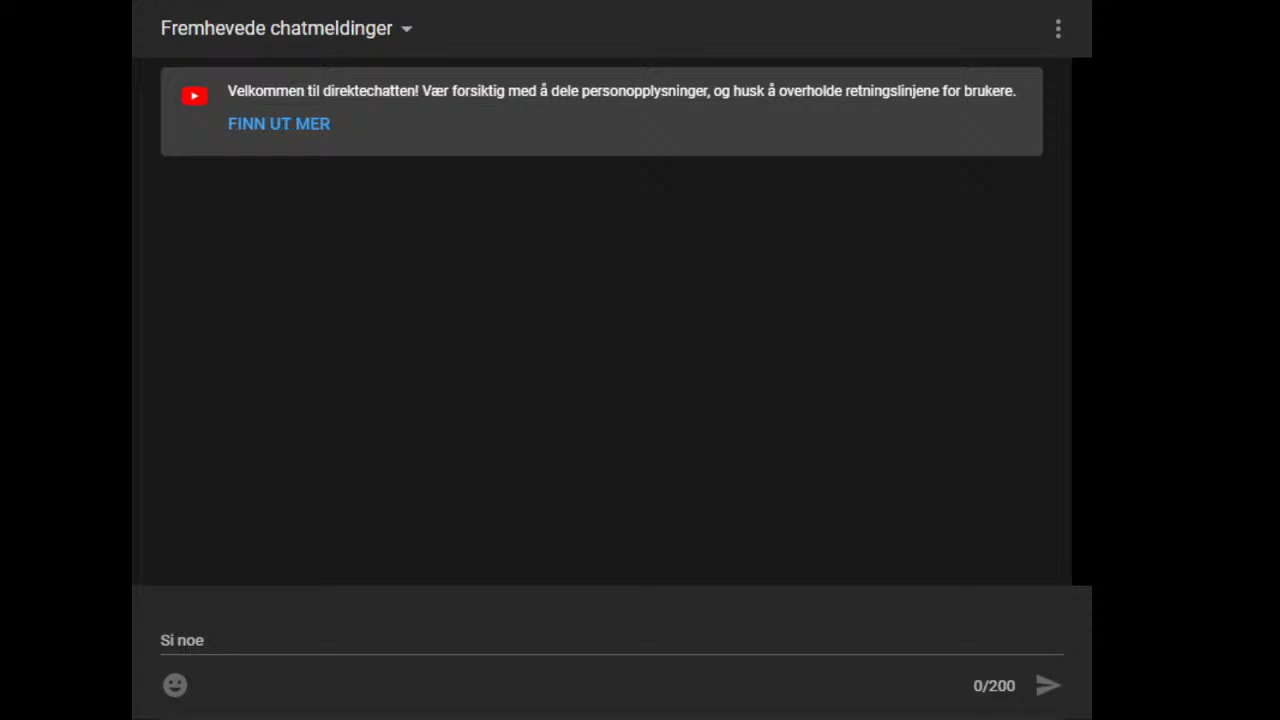 Fremhevede chatmeldinger
Velkommen til direktechatten! Vær forsiktig med å dele personopplysninger, og husk å overholde retningslinjene for brukere.
FINN UT MER
Si noe
0/200